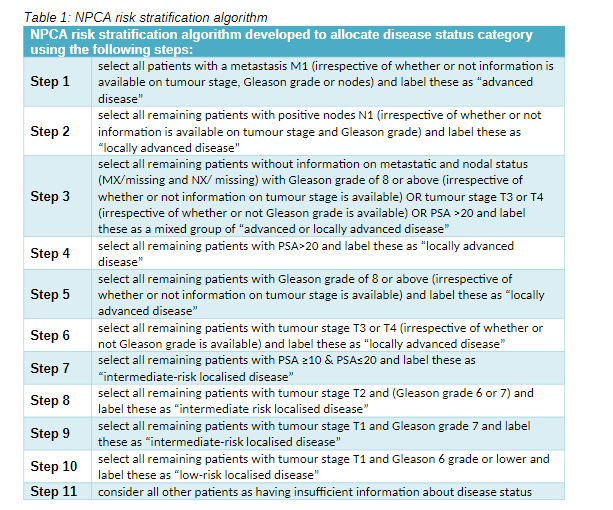 Table 1: NPCA risk stratification algorithm
NPCA risk stratification algorithm developed to allocate disease status category
using the following steps:
Step 1
select all patients with a metastasis M1 (irrespective of whether or not information is
available on tumour stage, Gleason grade or nodes) and label these as “advanced
disease”
Step 2
select all remaining patients with positive nodes N1 (irrespective of whether or not
information is available on tumour stage and Gleason grade) and label these as
“locally advanced disease”
Step 3
select all remaining patients without information on metastatic and nodal status
(MX/missing and NX/ missing) with Gleason grade of 8 or above (irrespective of
whether or not information on tumour stage is available) OR tumour stage T3 or T4
(irrespective of whether or not Gleason grade is available) OR PSA >20 and label
these as a mixed group of “advanced or locally advanced disease”
Step 4
select all remaining patients with PSA>20 and label these as “locally advanced
disease”
Step 5
select all remaining patients with Gleason grade of 8 or above (irrespective of
whether or not information on tumour stage is available) and label these as “locally
advanced disease”
Step 6
select all remaining patients with tumour stage T3 or T4 (irrespective of whether or
not Gleason grade is available) and label these as “locally advanced disease”
Step 7
select all remaining patients with PSA ≥10 & PSA≤20 and label these as
“intermediate-risk localised disease”
Step 8
select all remaining patients with tumour stage T2 and (Gleason grade 6 or 7) and
label these as “intermediate risk localised disease”
Step 9
select all remaining patients with tumour stage T1 and Gleason grade 7 and label
these as “intermediate-risk localised disease”
Step 10
select all remaining patients with tumour stage T1 and Gleason 6 grade or lower and
label these as “low-risk localised disease”
Step 11
consider all other patients as having insufficient information about disease status